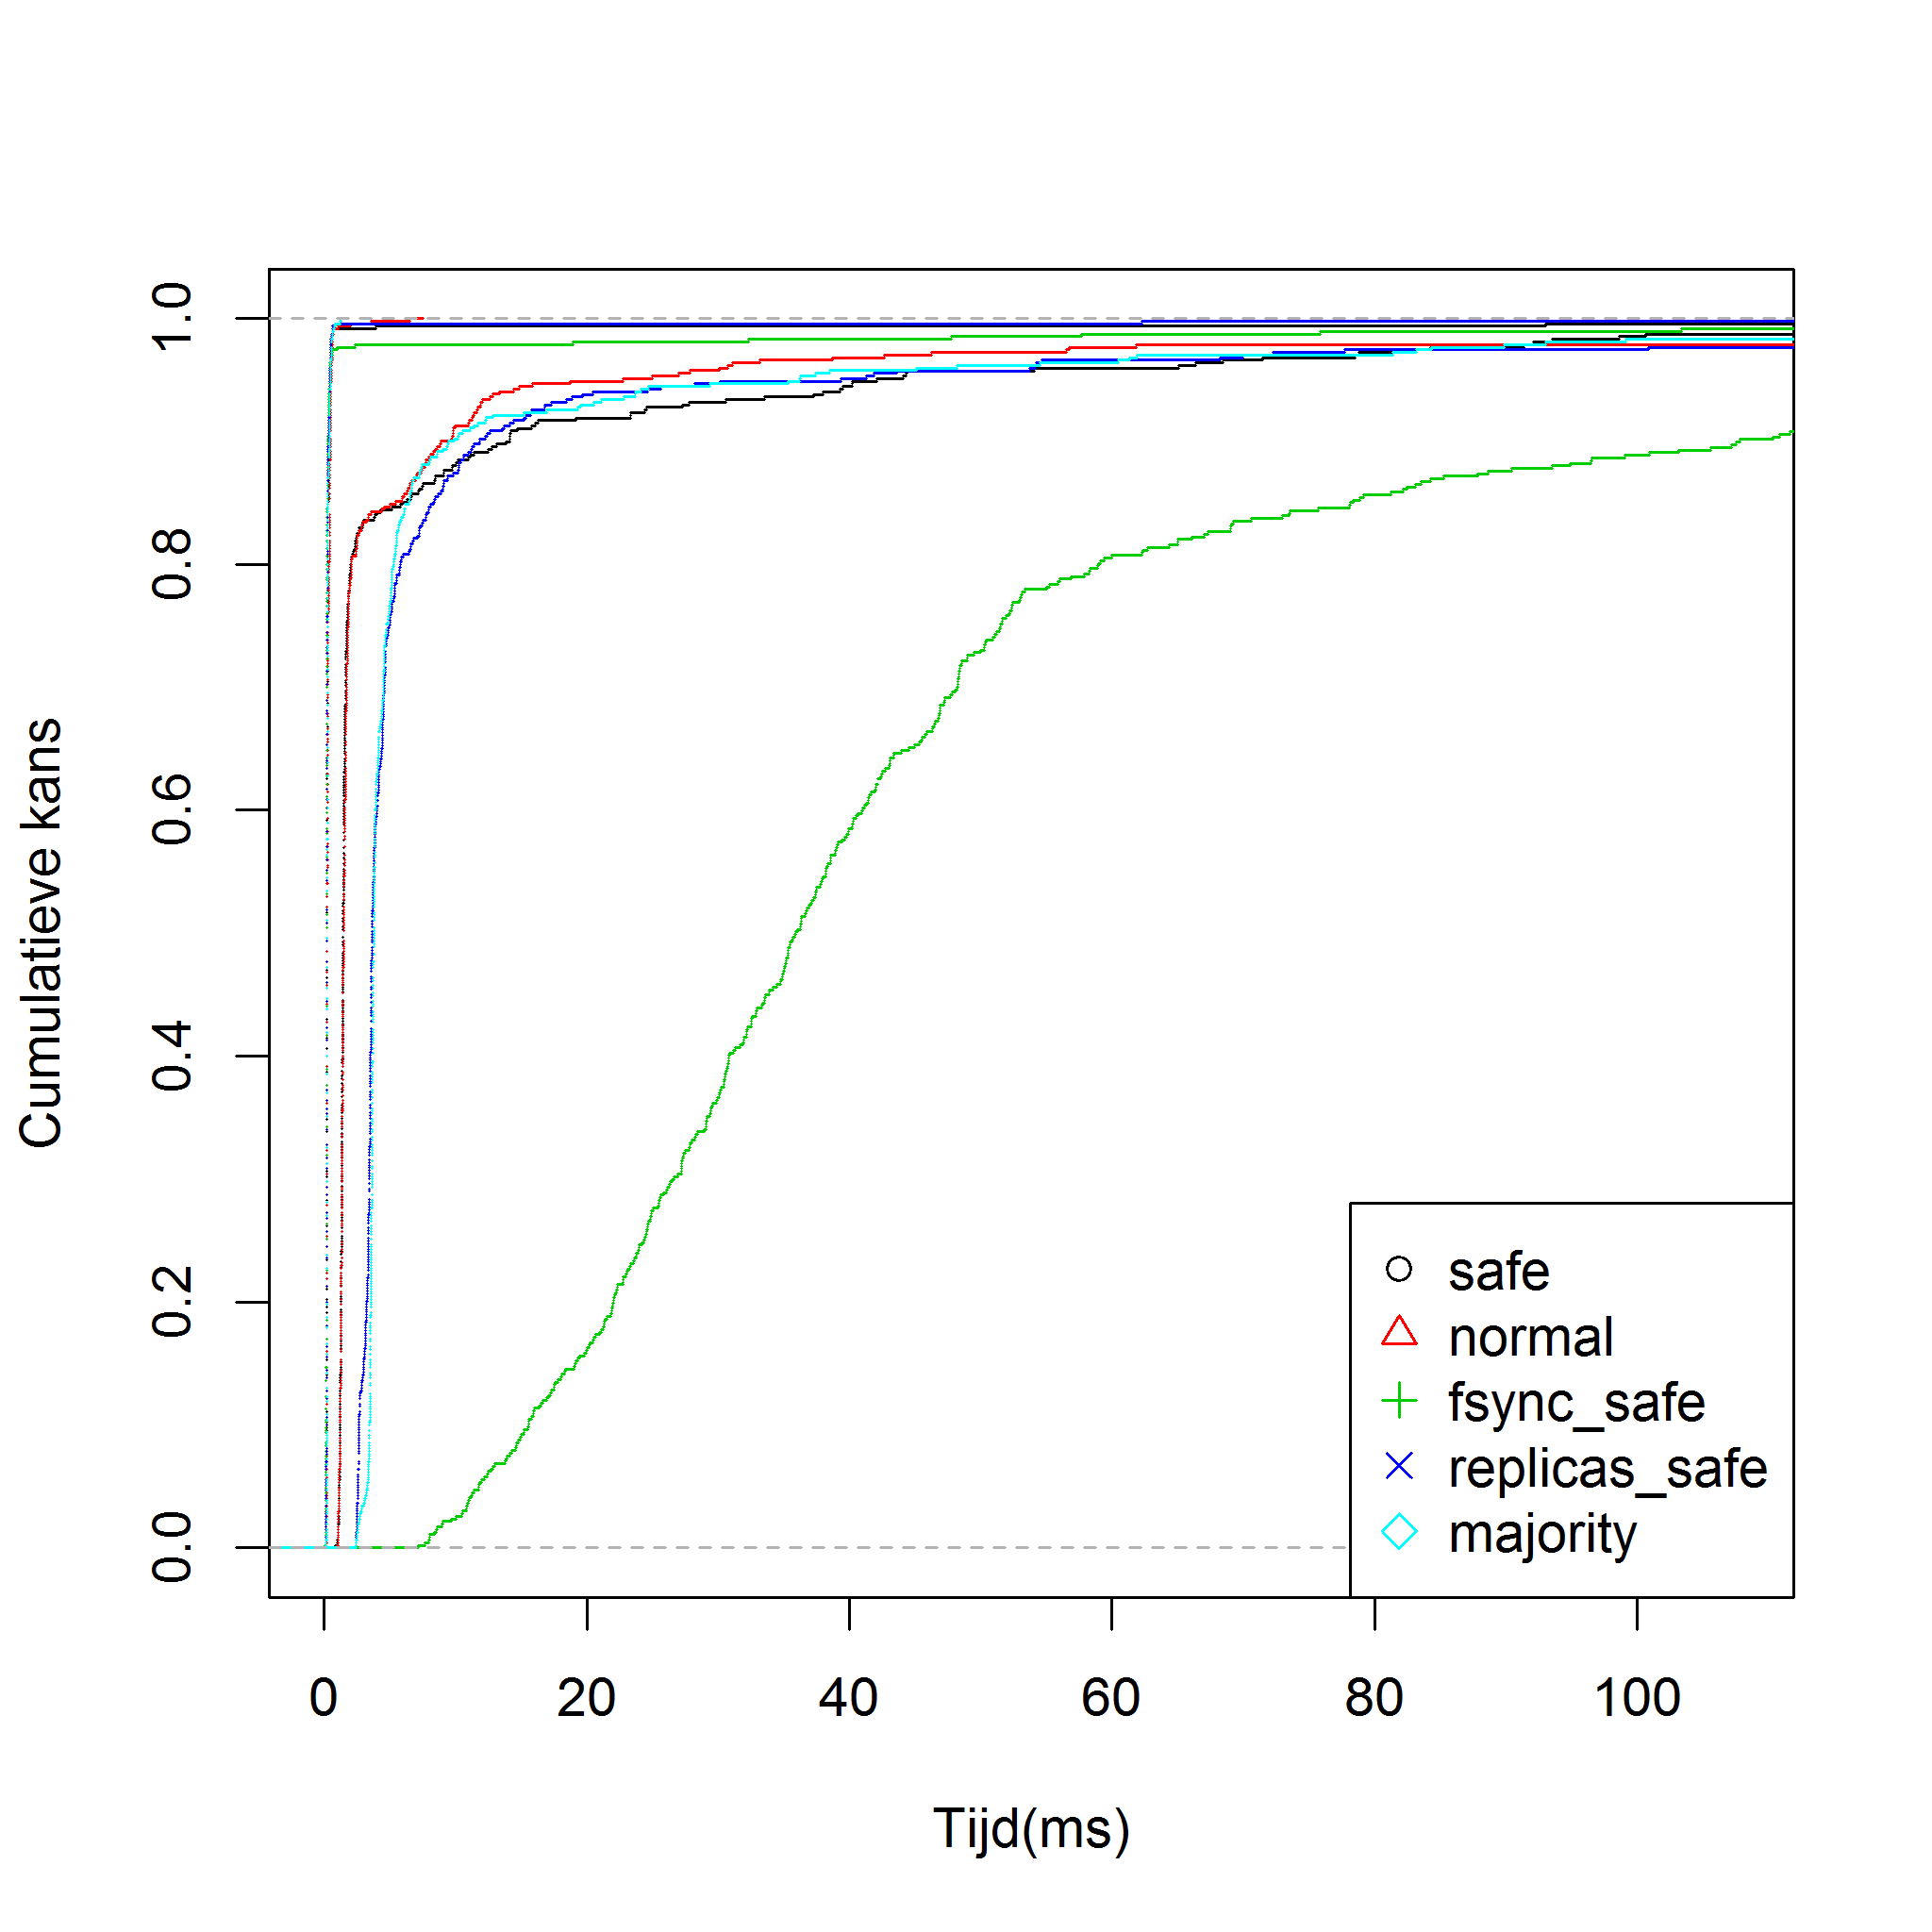 Cumulatieve kans
1.0
0.8
0.6
0.4
0.2
0.0
safe
normal
fsync_safe
replicas_safe
majority
0 20 40 60 80 100
Tijd(ms)